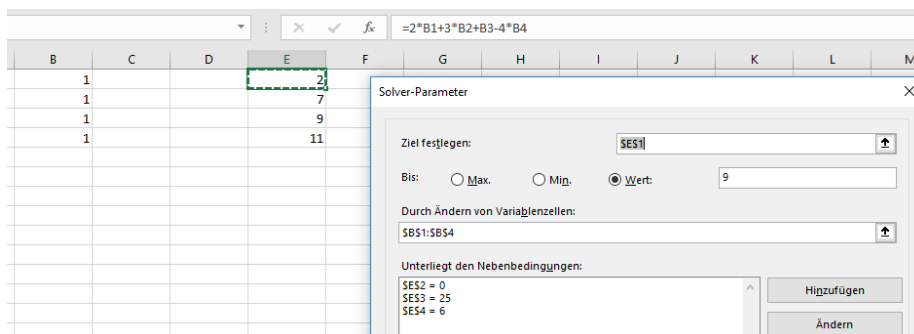 fx =2*B1+3*B2+B3-4*B4
B C D E F G H I J K L M
1 2
1 7
1 9
1 11
Solver-Parameter
Ziel festlegen: $E$1
Bis: Max. Min. Wert: 9
Durch Ändern von Variablenzellen:
$B$1:$B$4
Unterliegt den Nebenbedingungen:
$E$2 = 0
$E$3 = 25
$E$4 = 6
Hinzufügen
Ändern